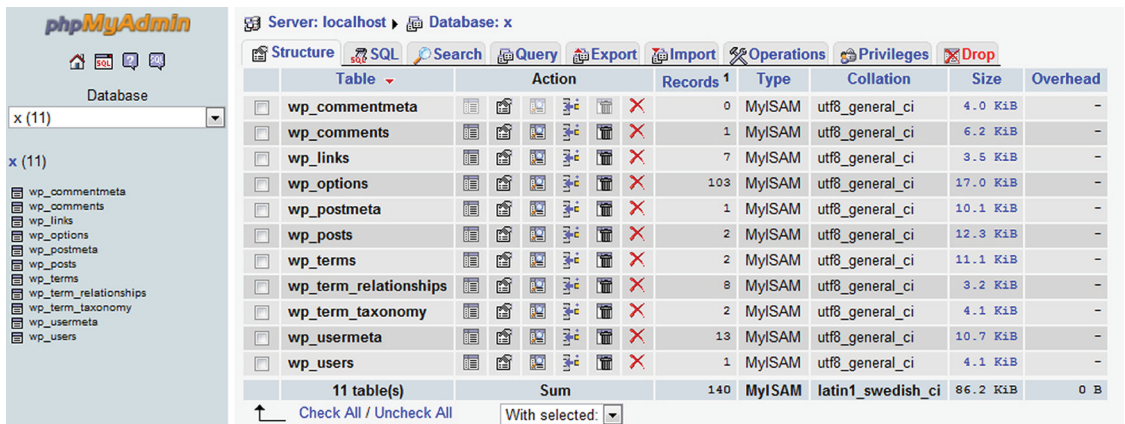 phpMyAdmin
Server: localhost Database: x
Structure SQL Search Query Export Import Operations Privileges Drop
Database
x (11)
x (11)
wp_commentmeta
wp_comments
wp_links
wp_options
wp_postmeta
wp_posts
wp_terms
wp_term_relationships
wp_term_taxonomy
wp_usermeta
wp_users
Table Action Records 1 Type Collation Size Overhead
wp_commentmeta 0 MyISAM utf8_general_ci 4.0 KiB -
wp_comments 1 MyISAM utf8_general_ci 6.2 KiB -
wp_links 7 MyISAM utf8_general_ci 3.5 KiB -
wp_options 103 MyISAM utf8_general_ci 17.0 KiB -
wp_postmeta 1 MyISAM utf8_general_ci 10.1 KiB -
wp_posts 2 MyISAM utf8_general_ci 12.3 KiB -
wp_terms 2 MyISAM utf8_general_ci 11.1 KiB -
wp_term_relationships 8 MyISAM utf8_general_ci 3.2 KiB -
wp_term_taxonomy 2 MyISAM utf8_general_ci 4.1 KiB -
wp_usermeta 13 MyISAM utf8_general_ci 10.7 KiB -
wp_users 1 MyISAM utf8_general_ci 4.1 KiB -
11 table(s) Sum 140 MyISAM latin1_swedish_ci 86.2 KiB 0 B
Check All / Uncheck All With selected: